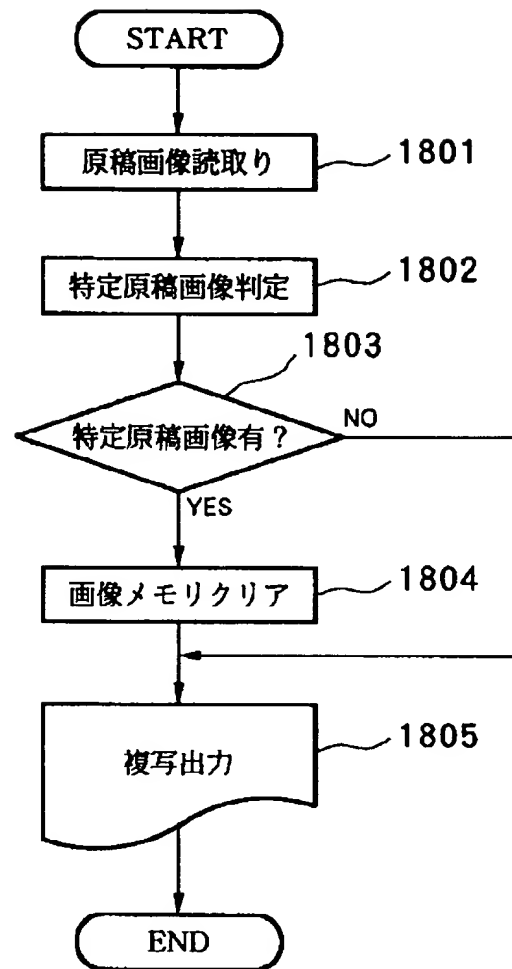 START
原稿画像読取り
1801
特定原稿画像判定
1802
1803
特定原稿画像有？
NO
YES
画像メモリクリア
1804
複写出力
1805
END